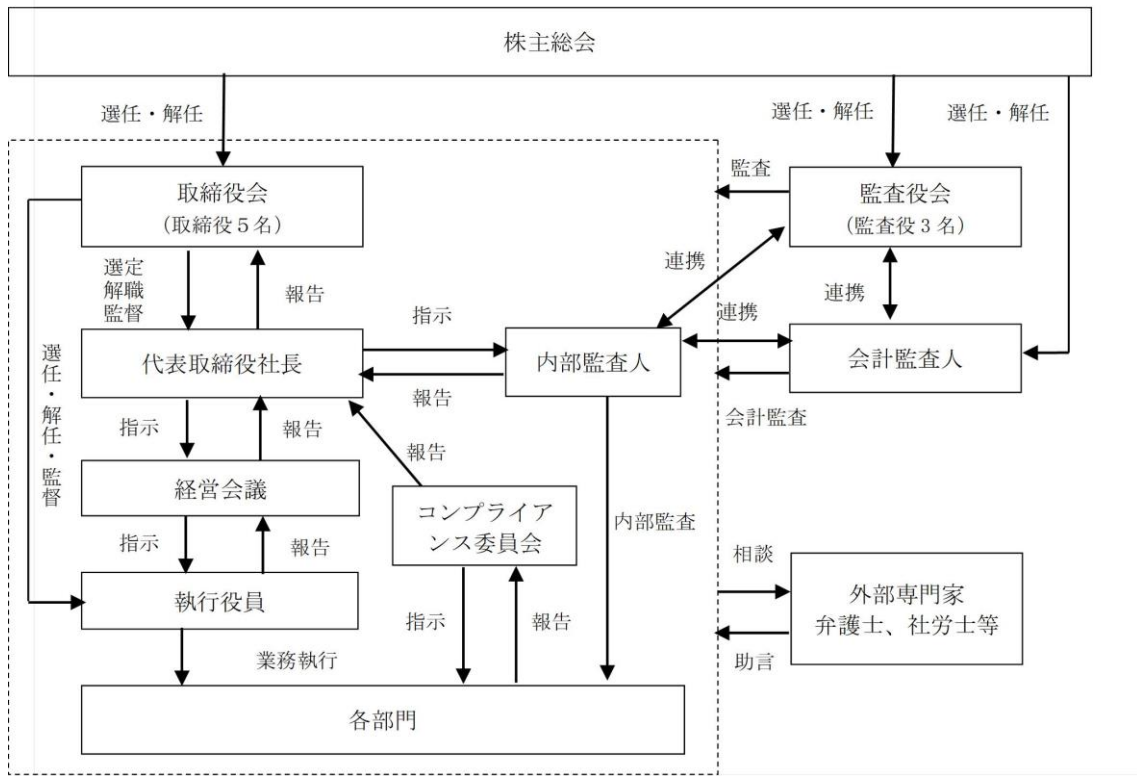 株主総会
選任・解任
選任・解任
選任・解任
取締役会
（取締役５名）
監査
監査役会
（監査役３名）
選定
解職
監督
報告
連携
連携
指示
連携
代表取締役社長
内部監査人
会計監査人
報告
会計監査
選任・解任・監督
指示
報告
報告
経営会議
コンプライア
ンス委員会
内部監査
指示
報告
相談
執行役員
外部専門家
弁護士、社労士等
指示
報告
助言
業務執行
各部門